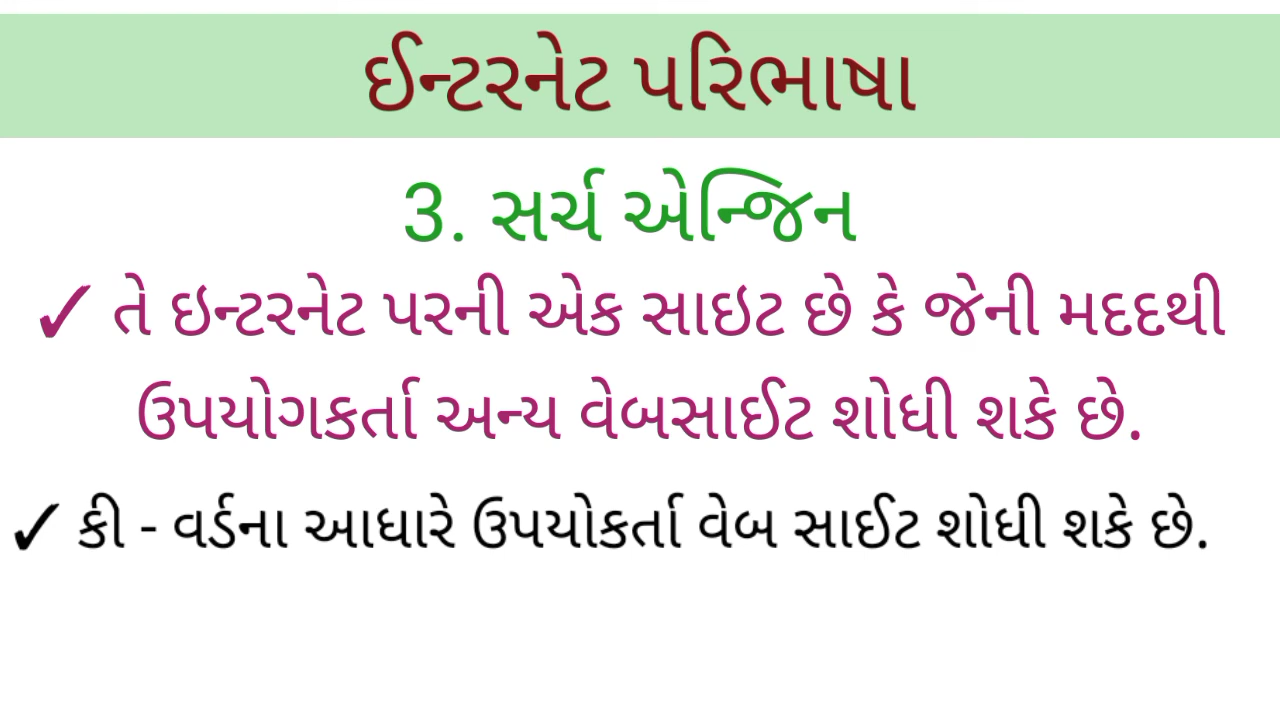 ઈન્ટરનેટ પરિભાષા
3. સર્ચ એન્જિન
✓ તે ઇન્ટરનેટ પરની એક સાઇટ છે કે જેની મદદથી
ઉપયોગકર્તા અન્ય વેબસાઈટ શોધી શકે છે.
✓ કી - વર્ડના આધારે ઉપયોકર્તા વેબ સાઈટ શોધી શકે છે.